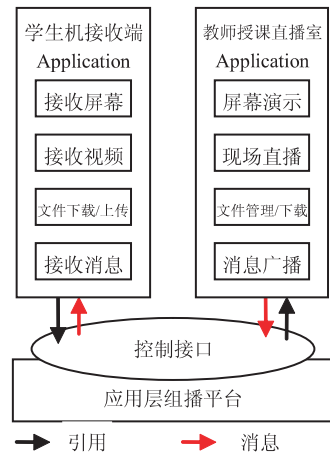 学生机接收端
Application
接收屏幕
接收视频
文件下载/上传
接收消息
教师授课直播室
Application
屏幕演示
现场直播
文件管理/下载
消息广播
控制接口
应用层组播平台
引用
消息